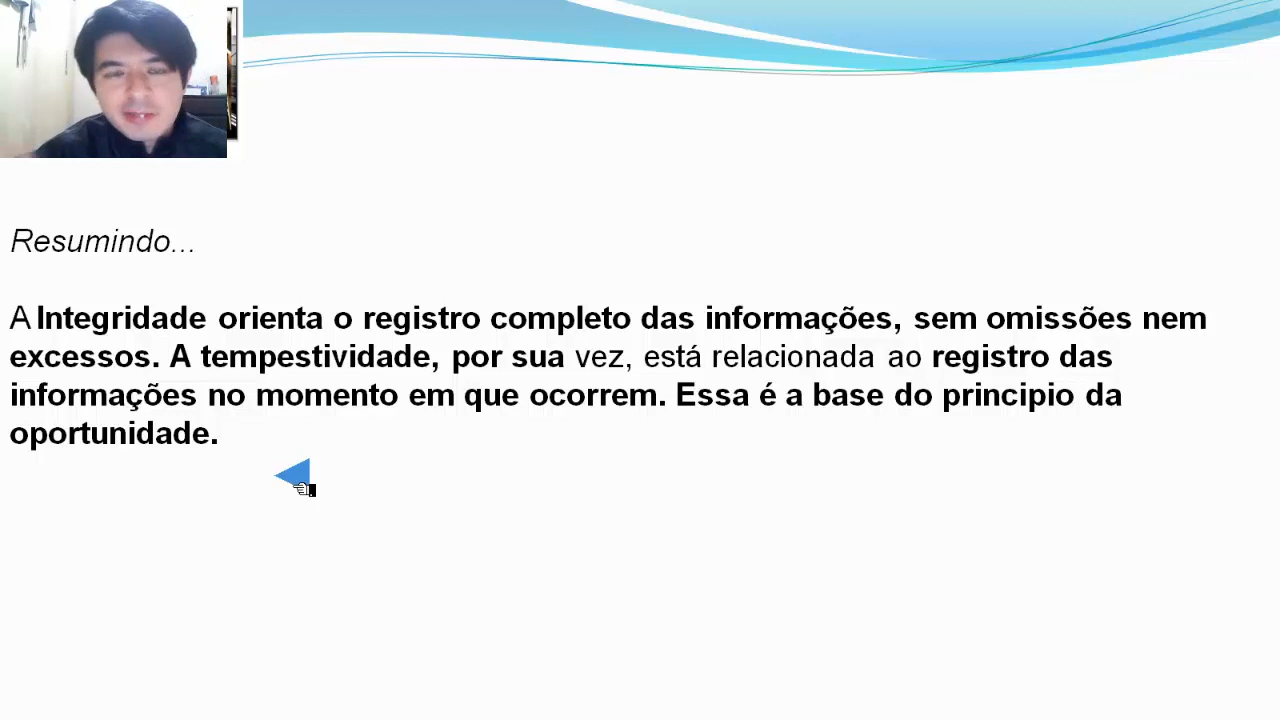 Resumindo...
A Integridade orienta o registro completo das informações, sem omissões nem
excessos. A tempestividade, por sua vez, está relacionada ao registro das
informações no momento em que ocorrem. Essa é a base do principio da
oportunidade.